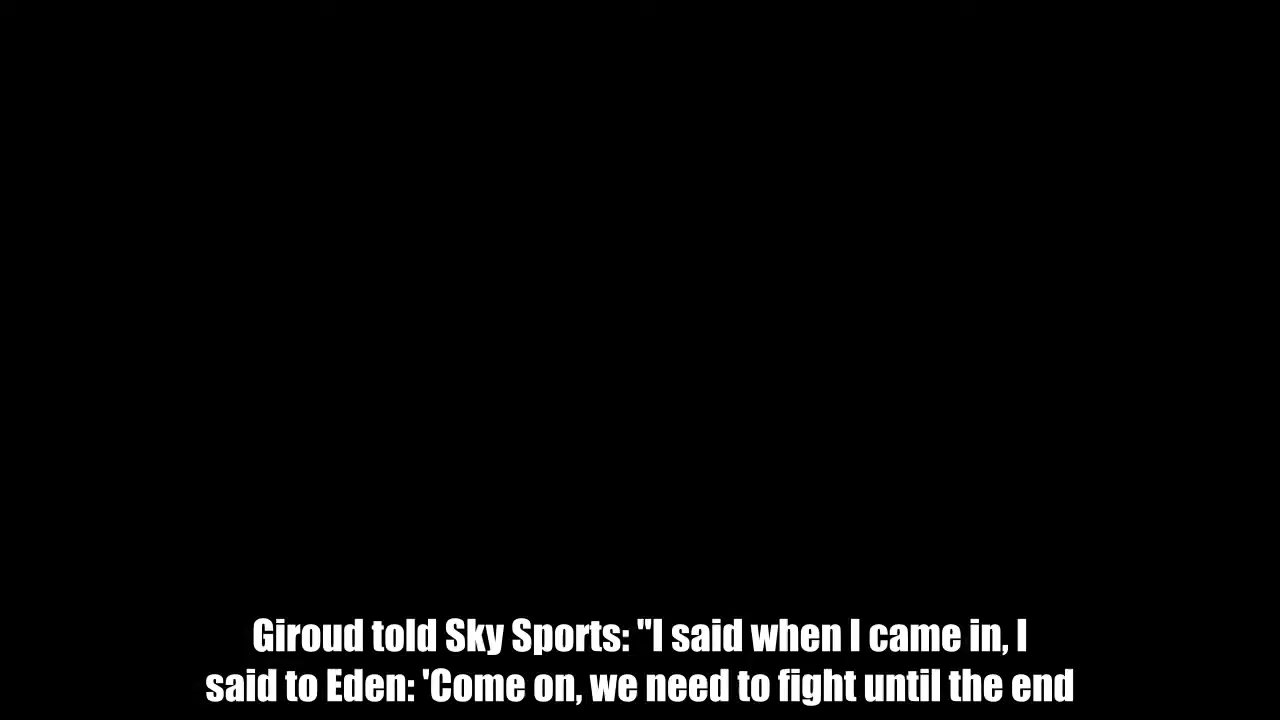 Giroud told Sky Sports: "I said when I came in, I
said to Eden: 'Come on, we need to fight until the end